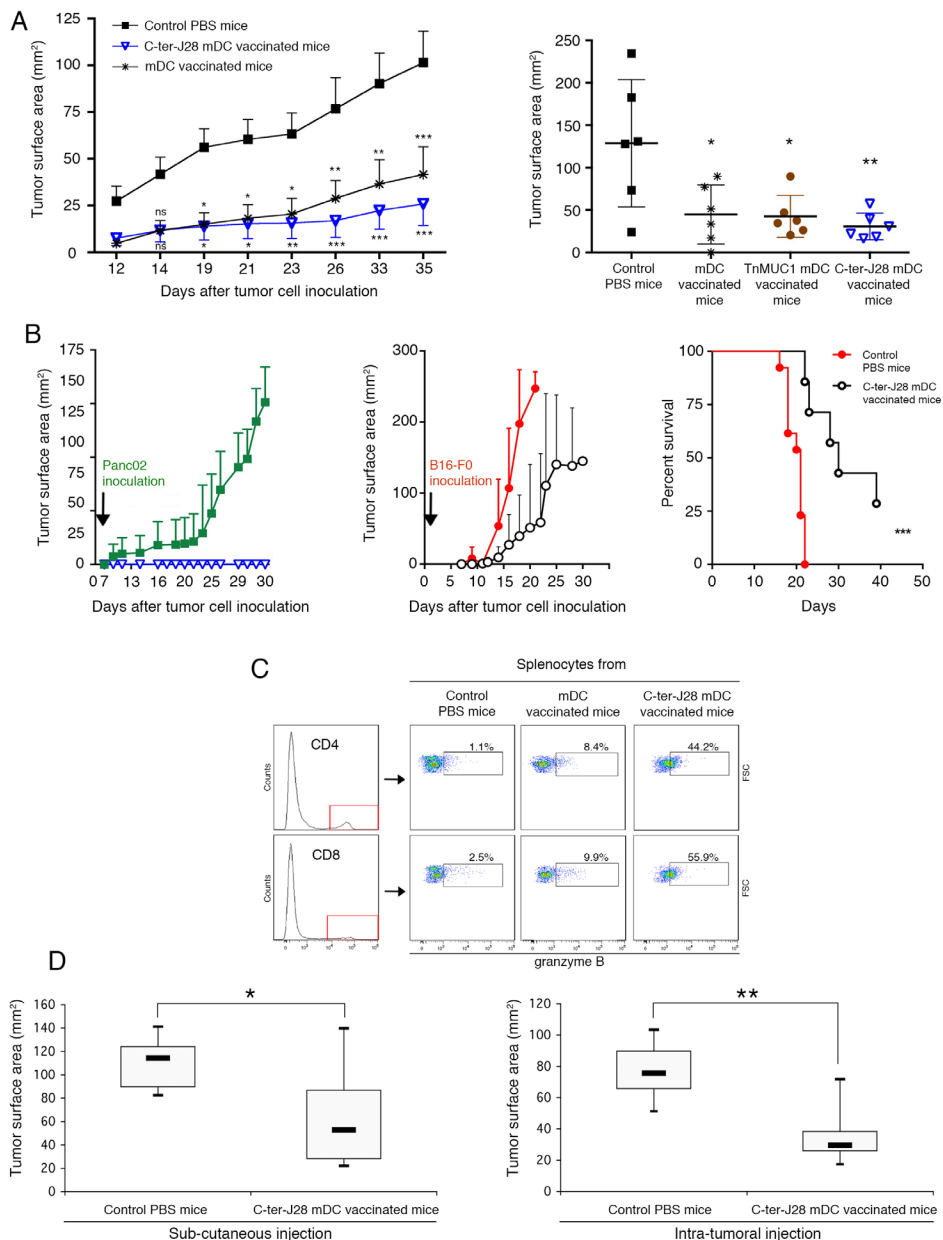 A
Tumor surface area (mm²)
125
100
75
50
25
0
Control PBS mice
C-ter-J28 mDC vaccinated mice
mDC vaccinated mice
ns
*
*
*
**
**
***
ns
*
*
**
***
***
***
12 14 19 21 23 26 33 35
Days after tumor cell inoculation
Tumor surface area (mm²)
250
200
150
100
50
0
*
*
**
Control
PBS mice
mDC
vaccinated
mice
TnMUC1 mDC
vaccinated
mice
C-ter-J28 mDC
vaccinated
mice
B
Tumor surface area (mm²)
175
125
75
50
25
0
Panc02
inoculation
0 7 13 16 20 21 25 29 30
Days after tumor cell inoculation
Tumor surface area (mm²)
300
200
100
0
B16-F0
inoculation
0 5 10 15 20 25 30 35
Days after tumor cell inoculation
Percent survival
100
75
50
25
0
Control
PBS mice
C-ter-J28 mDC
vaccinated mice
***
0 10 20 30 40 50
Days
C
Splenocytes from
Control
PBS mice
mDC
vaccinated mice
C-ter-J28 mDC
vaccinated mice
Counts
CD4
1.1%
8.4%
44.2%
FSC
Counts
CD8
2.5%
9.9%
55.9%
FSC
granzyme B
D
Tumor surface area (mm²)
160
140
120
100
80
60
40
20
0
*
Control PBS mice C-ter-J28 mDC vaccinated mice
Sub-cutaneous injection
Tumor surface area (mm²)
120
100
80
60
40
20
0
**
Control PBS mice C-ter-J28 mDC vaccinated mice
Intra-tumoral injection